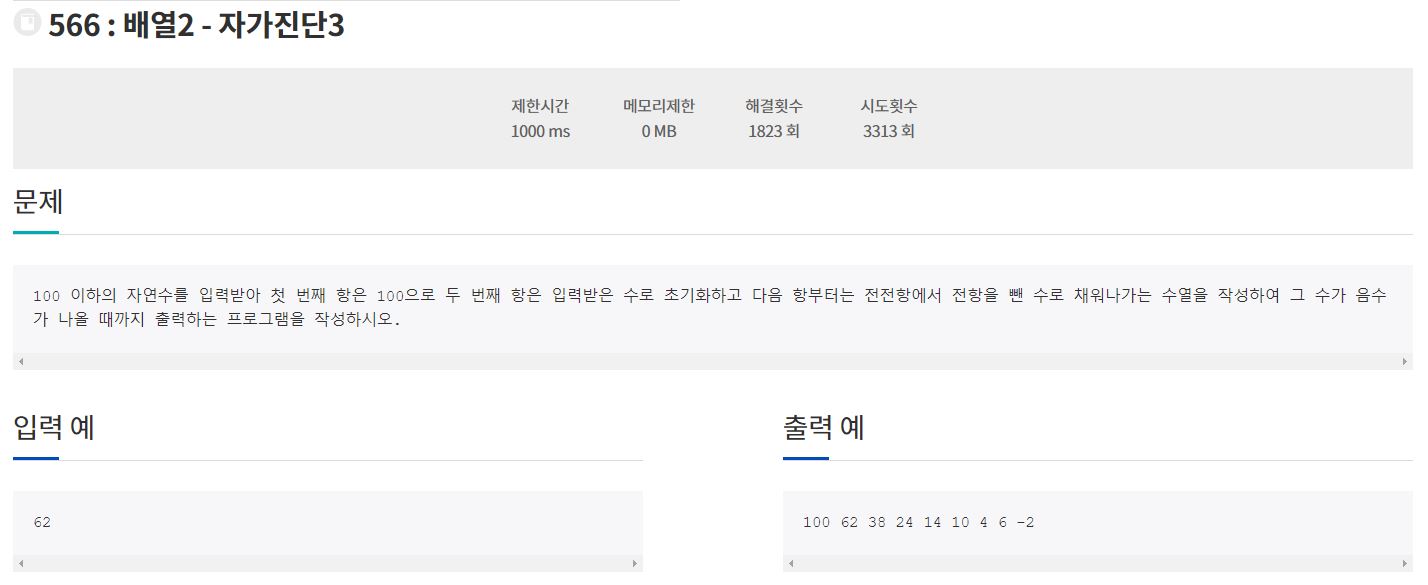 566 : 배열2 - 자가진단3
제한시간 메모리제한 해결횟수 시도횟수
1000 ms 0 MB 1823 회 3313 회
문제
100 이하의 자연수를 입력받아 첫 번째 항은 100으로 두 번째 항은 입력받은 수로 초기화하고 다음 항부터는 전전항에서 전항을 뺀 수로 채워나가는 수열을 작성하여 그 수가 음수
가 나올 때까지 출력하는 프로그램을 작성하시오.
입력 예 출력 예
62 100 62 38 24 14 10 4 6 -2